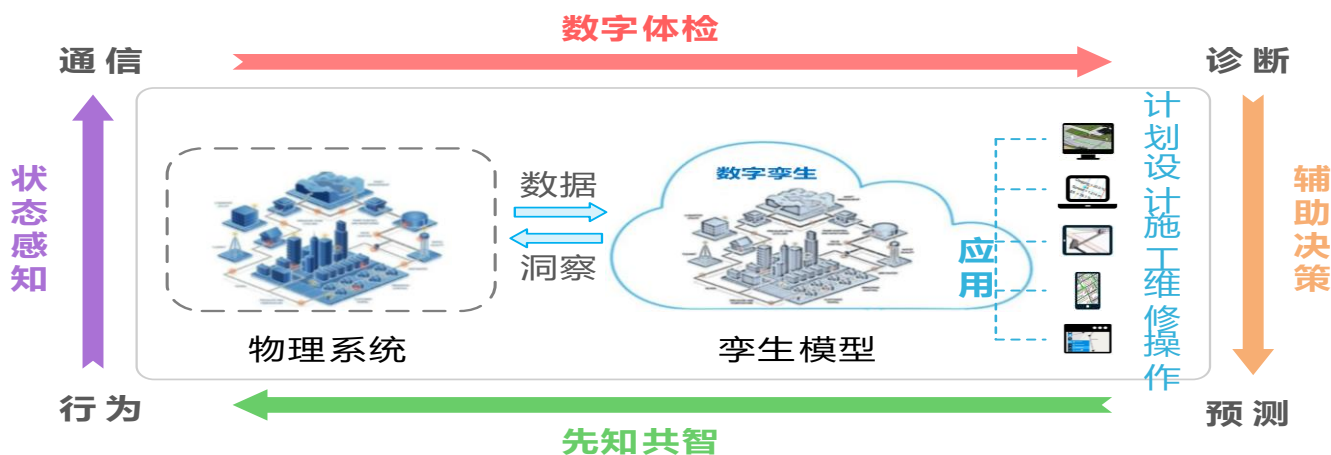 数字体检
通信
诊断
状态感知
数据
洞察
物理系统
数字孪生
孪生模型
应用
计划
设计
施工
维修
操作
辅助决策
行为
预测
先知共智